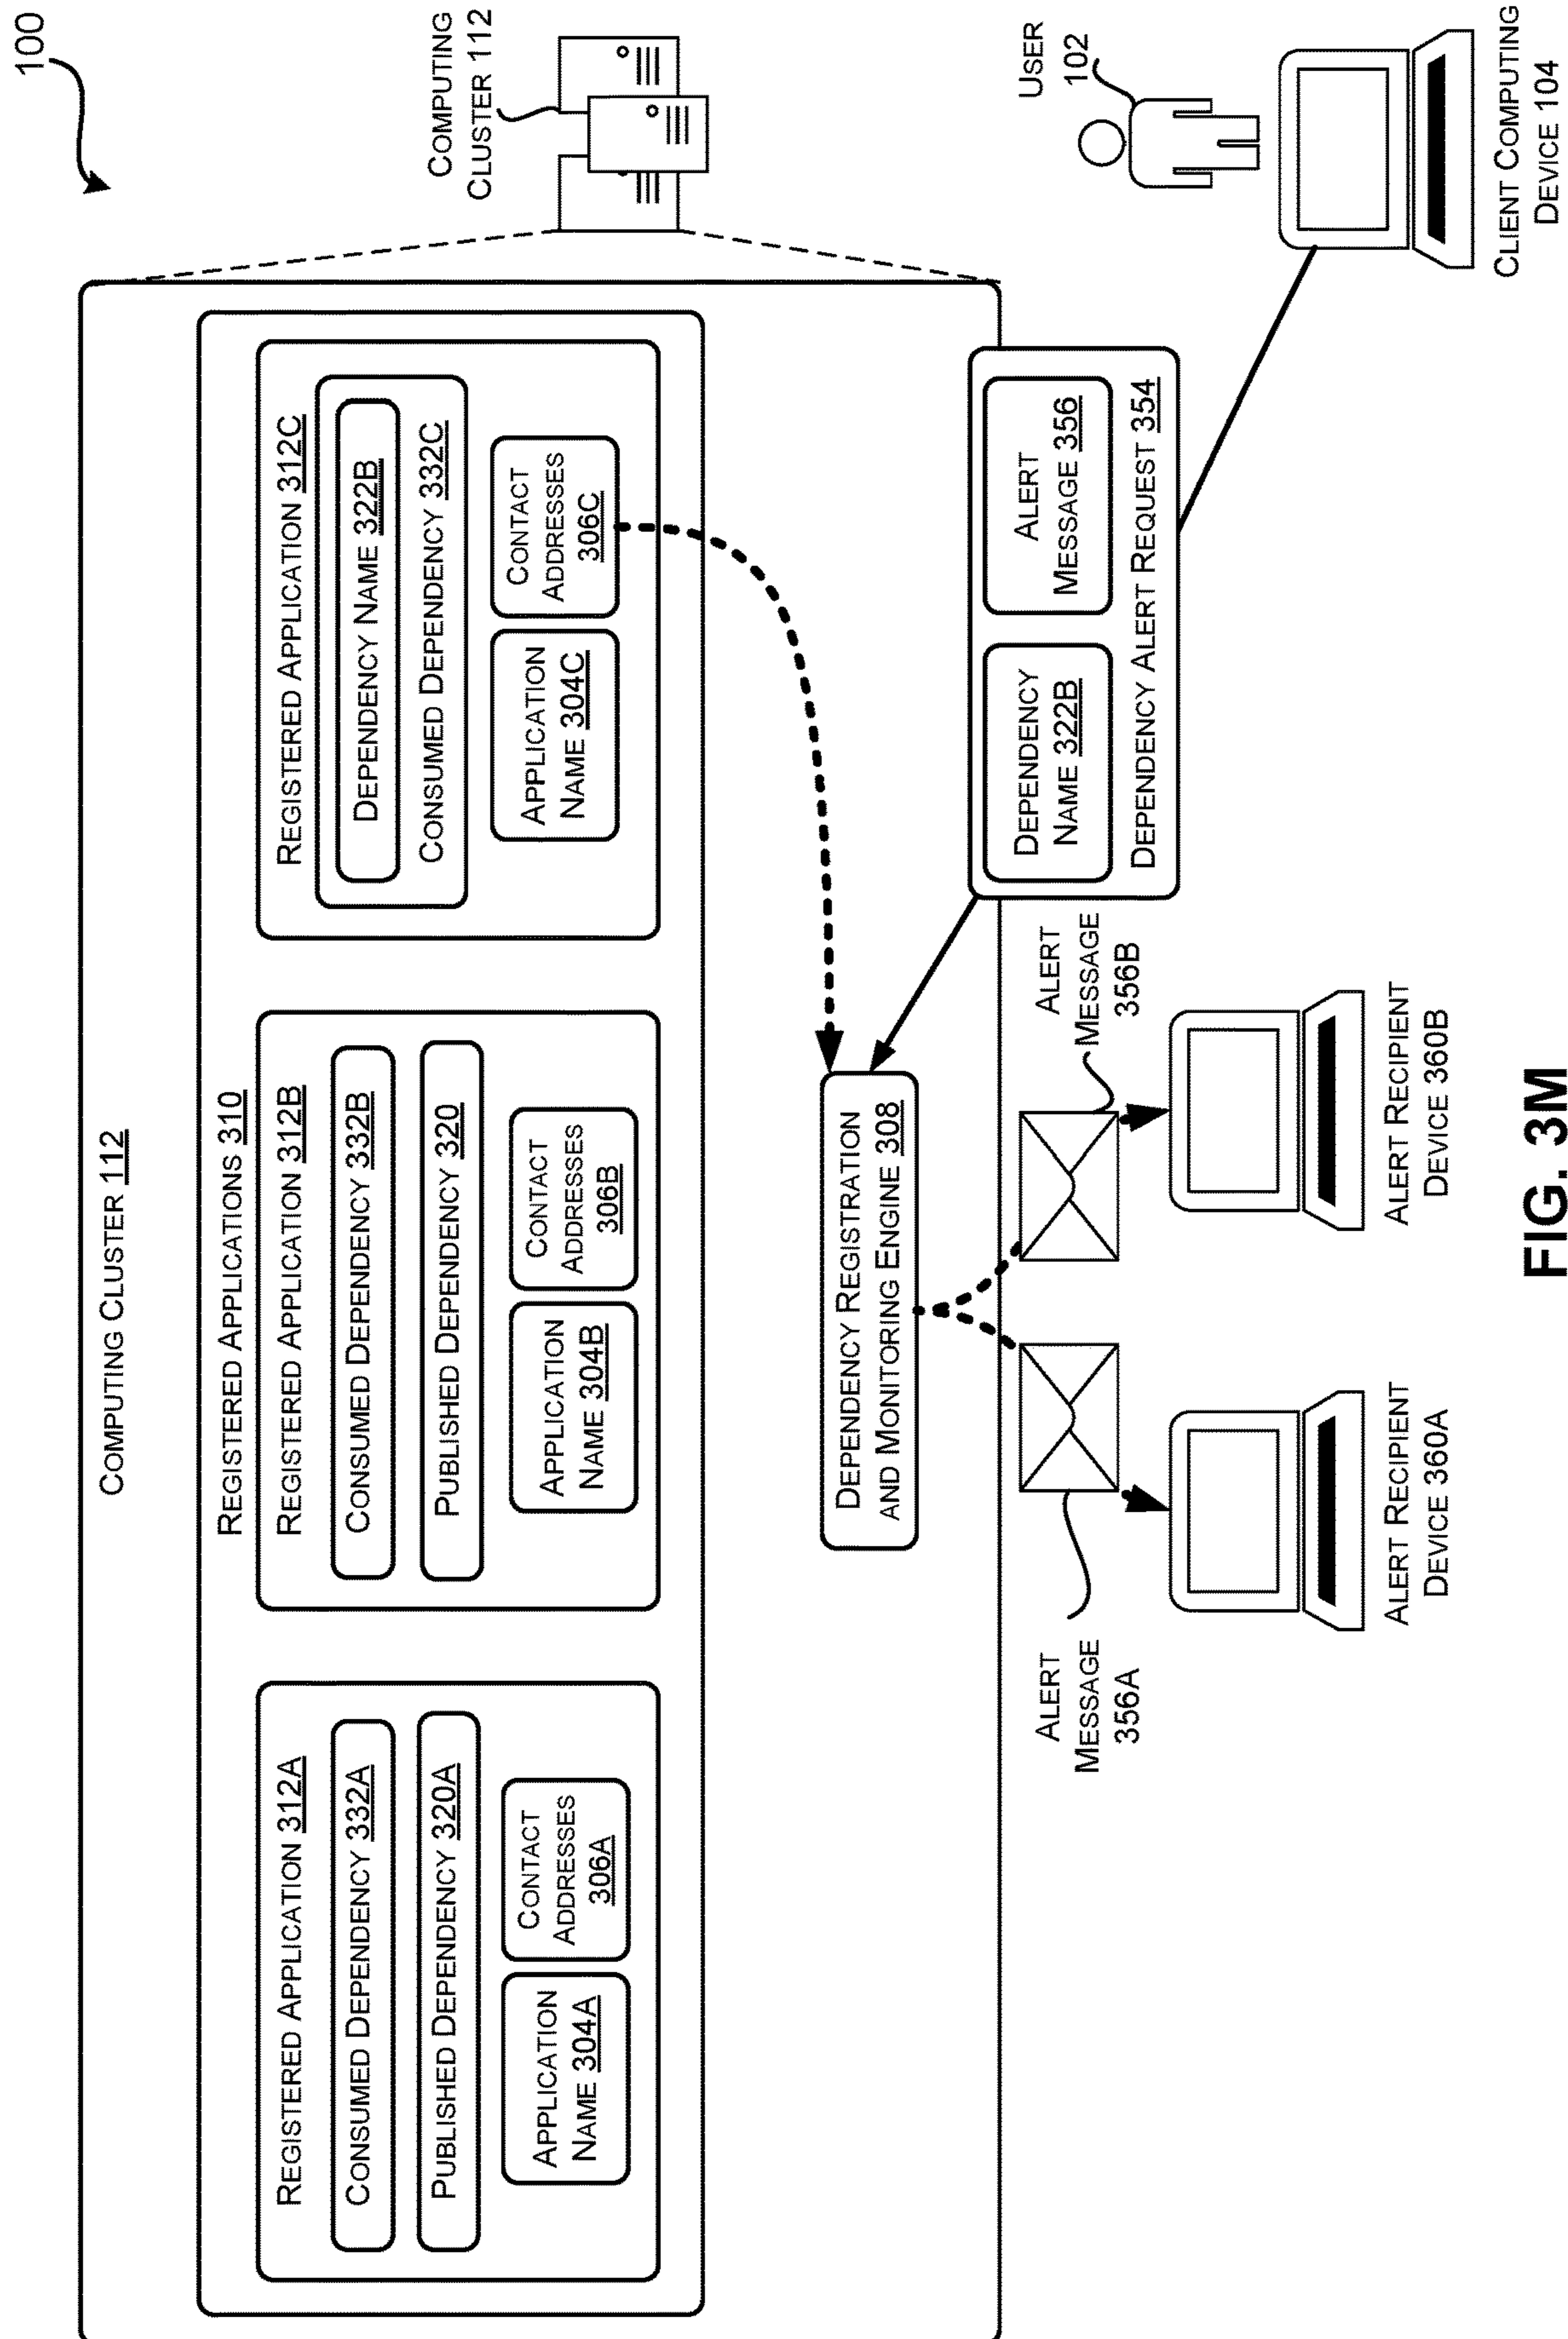 100
COMPUTING CLUSTER 112
COMPUTING
CLUSTER 112
REGISTERED APPLICATIONS 310
REGISTERED APPLICATION 312A
CONSUMED DEPENDENCY 332A
PUBLISHED DEPENDENCY 320A
APPLICATION
NAME 304A
CONTACT
ADDRESSES
306A
REGISTERED APPLICATION 312B
CONSUMED DEPENDENCY 332B
PUBLISHED DEPENDENCY 320
APPLICATION
NAME 304B
CONTACT
ADDRESSES
306B
REGISTERED APPLICATION 312C
DEPENDENCY NAME 322B
CONSUMED DEPENDENCY 332C
APPLICATION
NAME 304C
CONTACT
ADDRESSES
306C
DEPENDENCY REGISTRATION
AND MONITORING ENGINE 308
DEPENDENCY
NAME 322B
ALERT
MESSAGE 356
DEPENDENCY ALERT REQUEST 354
USER
102
CLIENT COMPUTING
DEVICE 104
ALERT
MESSAGE
356A
ALERT
MESSAGE
356B
ALERT RECIPIENT
DEVICE 360A
ALERT RECIPIENT
DEVICE 360B
FIG. 3M